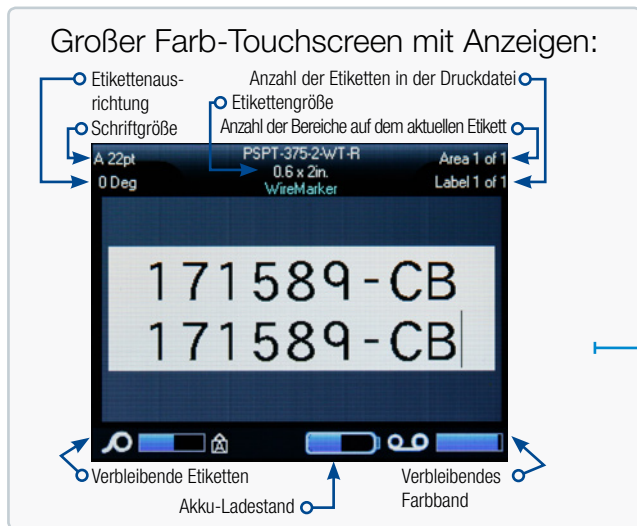 Großer Farb-Touchscreen mit Anzeigen:
Etikettenaus-
richtung
Anzahl der Etiketten in der Druckdatei
Etikettengröße
Schriftgröße
Anzahl der Bereiche auf dem aktuellen Etikett
A 22pt
PSPT-375-2-WT-R
Area 1 of 1
0 Deg
0.6 x 2in.
Label 1 of 1
WireMarker
171589-CB
171589-CB
A
Verbleibende Etiketten
Akku-Ladestand
Verbleibendes
Farbband